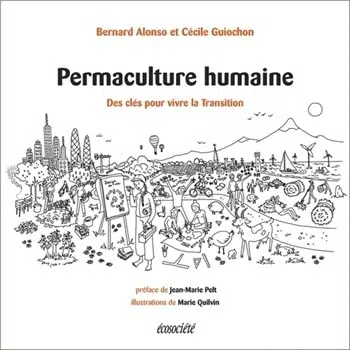 Bernard Alonso et Cécile Guiochon
Permaculture humaine
Des clés pour vivre la Transition
préface de Jean-Marie Pelt
illustrations de Marie Quilvin
écosociété